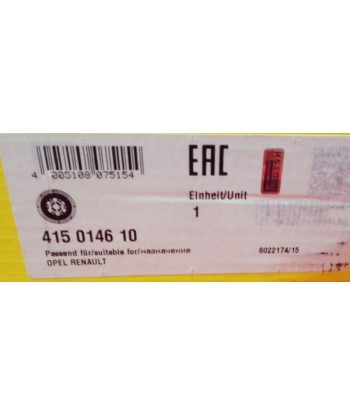 4 005108 075154
EAC
Einheit/Unit
1
415 0146 10
Passend für/suitable for/назначение
OPEL RENAULT
6022174/15